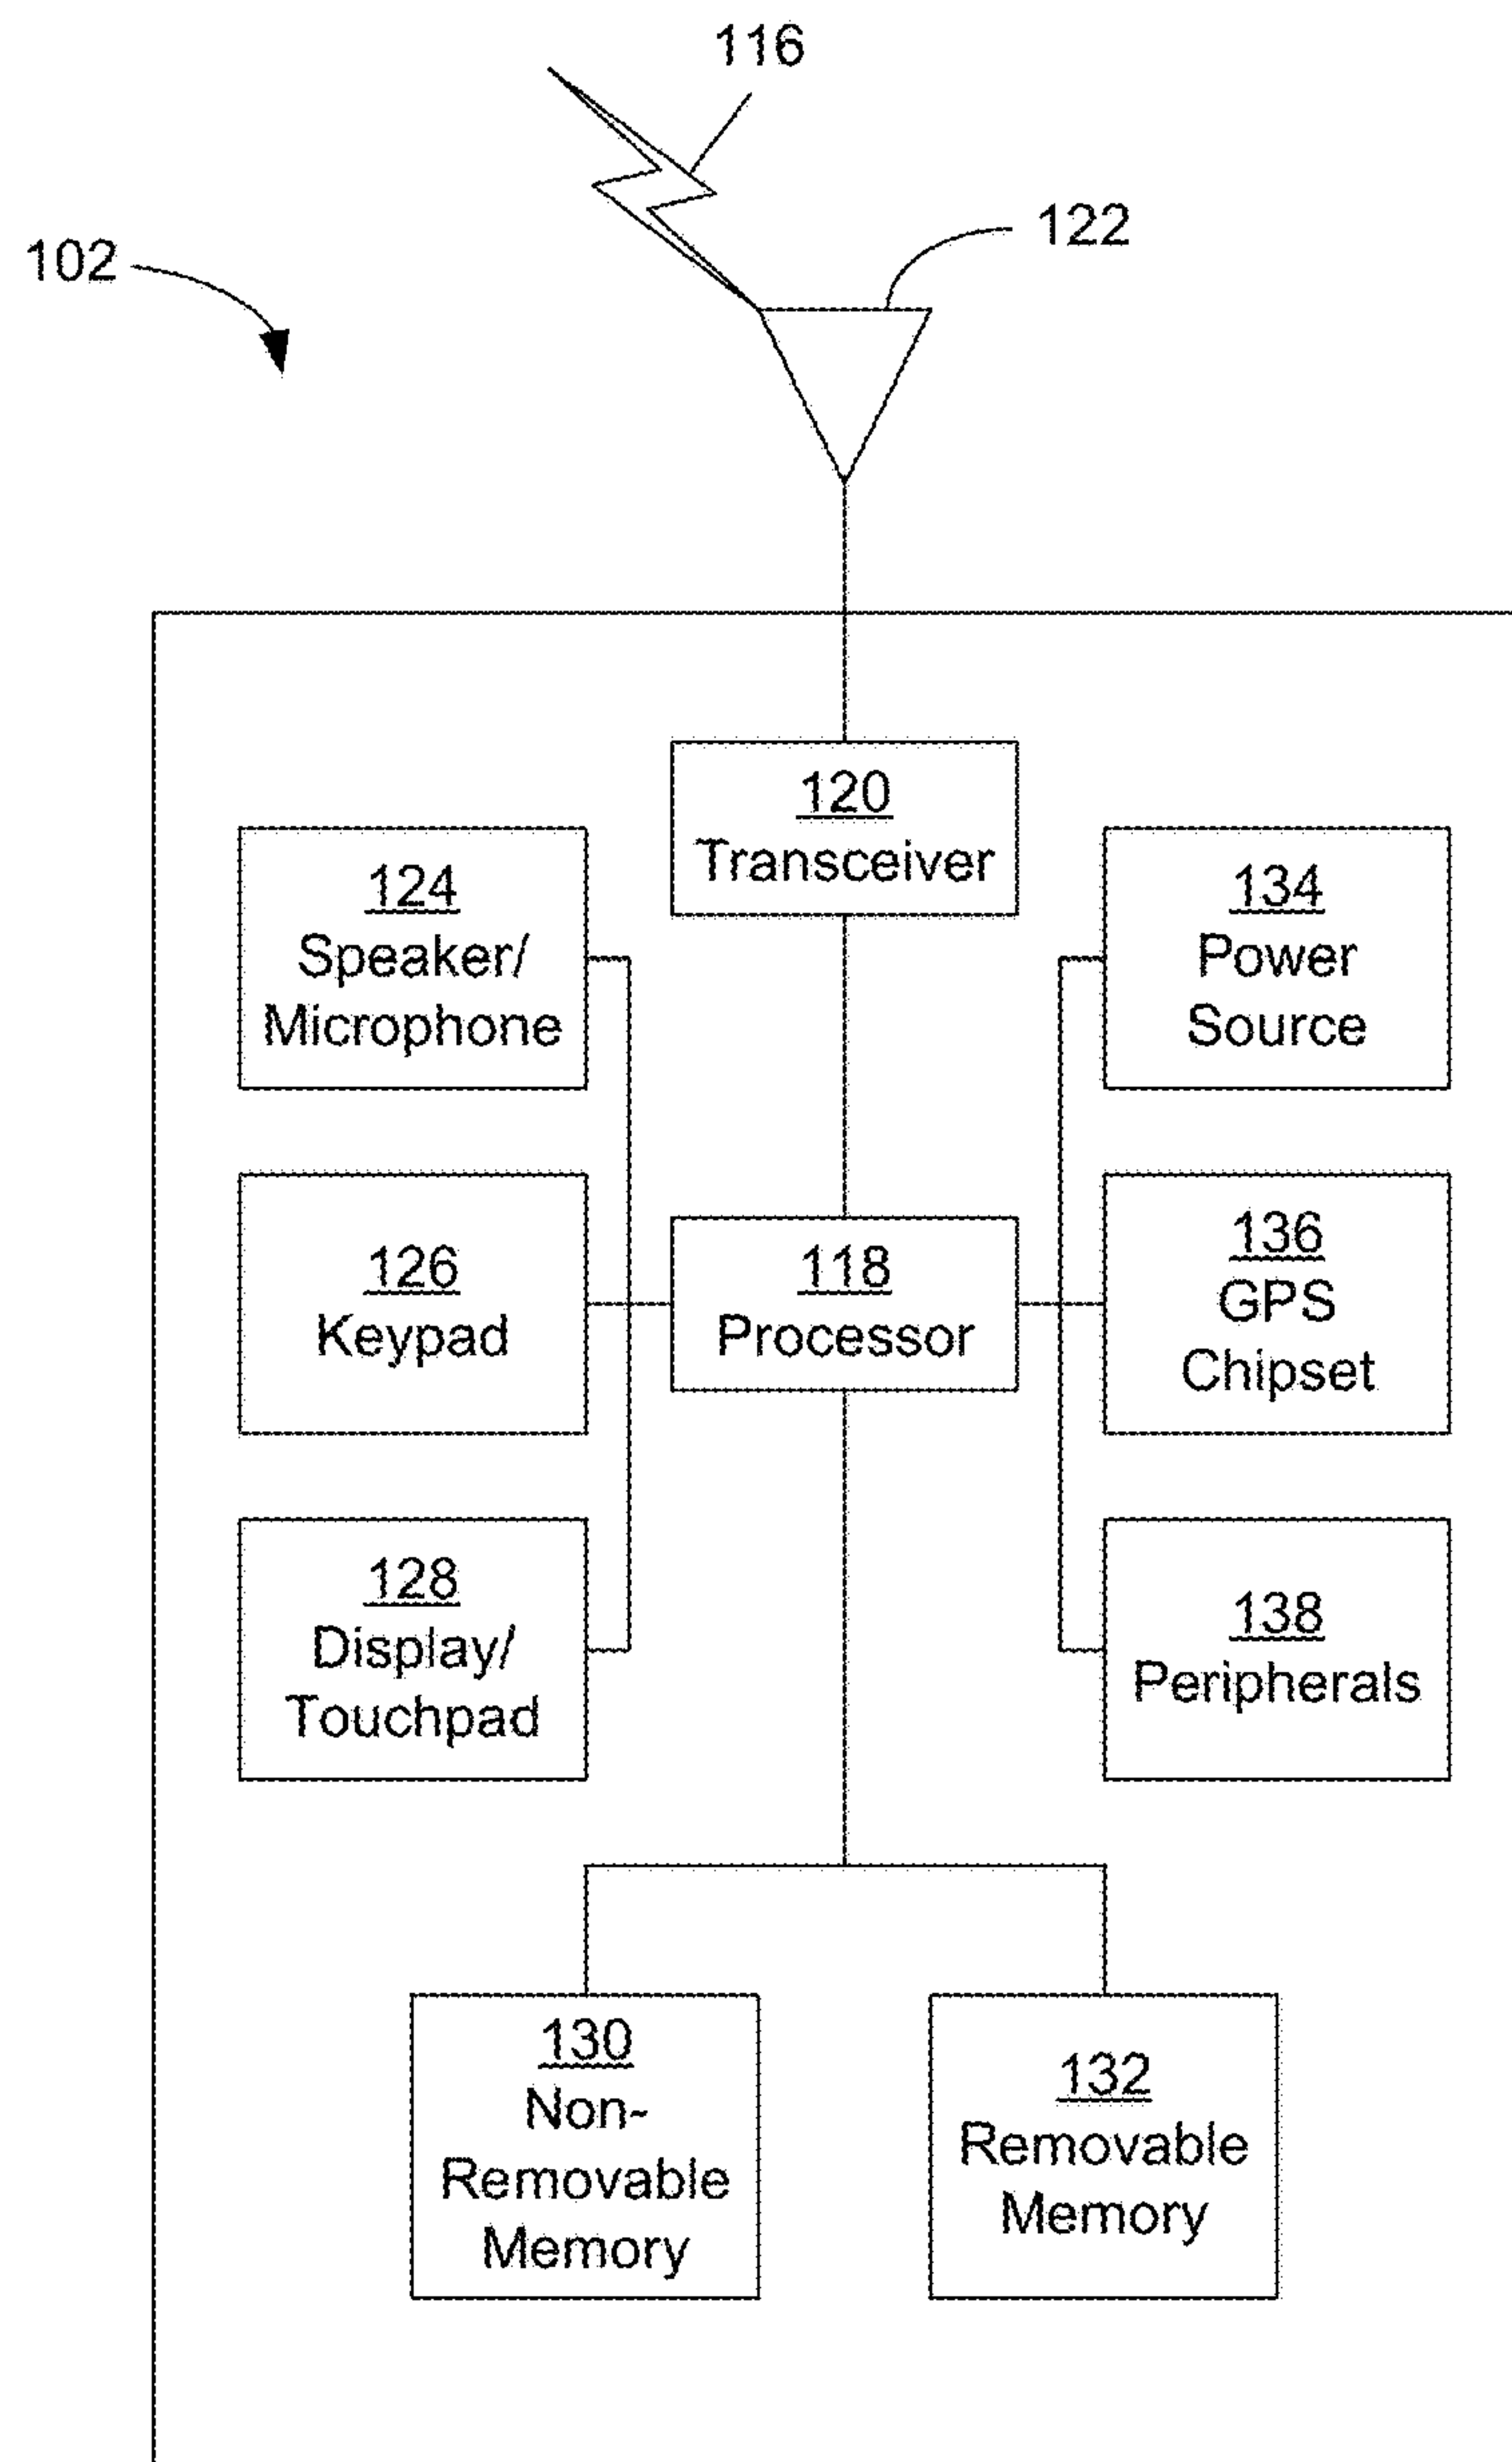 116
122
102
120
Transceiver
124
Speaker/
Microphone
134
Power
Source
126
Keypad
118
Processor
136
GPS
Chipset
128
Display/
Touchpad
138
Peripherals
130
Non-
Removable
Memory
132
Removable
Memory